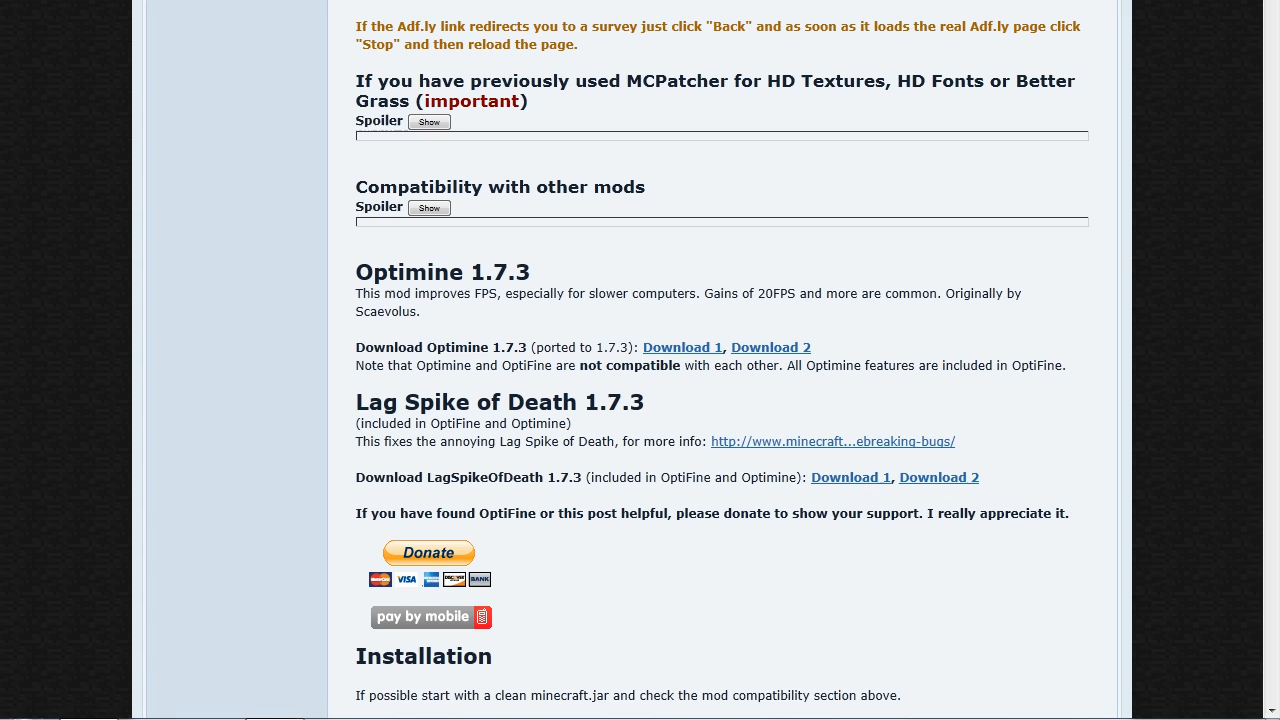 If the Adf.ly link redirects you to a survey just click "Back" and as soon as it loads the real Adf.ly page click
"Stop" and then reload the page.
If you have previously used MCPatcher for HD Textures, HD Fonts or Better
Grass (important)
Spoiler Show
Compatibility with other mods
Spoiler Show
Optimine 1.7.3
This mod improves FPS, especially for slower computers. Gains of 20FPS and more are common. Originally by
Scaevolus.
Download Optimine 1.7.3 (ported to 1.7.3): Download 1, Download 2
Note that Optimine and OptiFine are not compatible with each other. All Optimine features are included in OptiFine.
Lag Spike of Death 1.7.3
(included in OptiFine and Optimine)
This fixes the annoying Lag Spike of Death, for more info: http://www.minecraft...ebreaking-bugs/
Download LagSpikeOfDeath 1.7.3 (included in OptiFine and Optimine): Download 1, Download 2
If you have found OptiFine or this post helpful, please donate to show your support. I really appreciate it.
Donate
MasterCard VISA DISCOVER BANK
pay by mobile
Installation
If possible start with a clean minecraft.jar and check the mod compatibility section above.